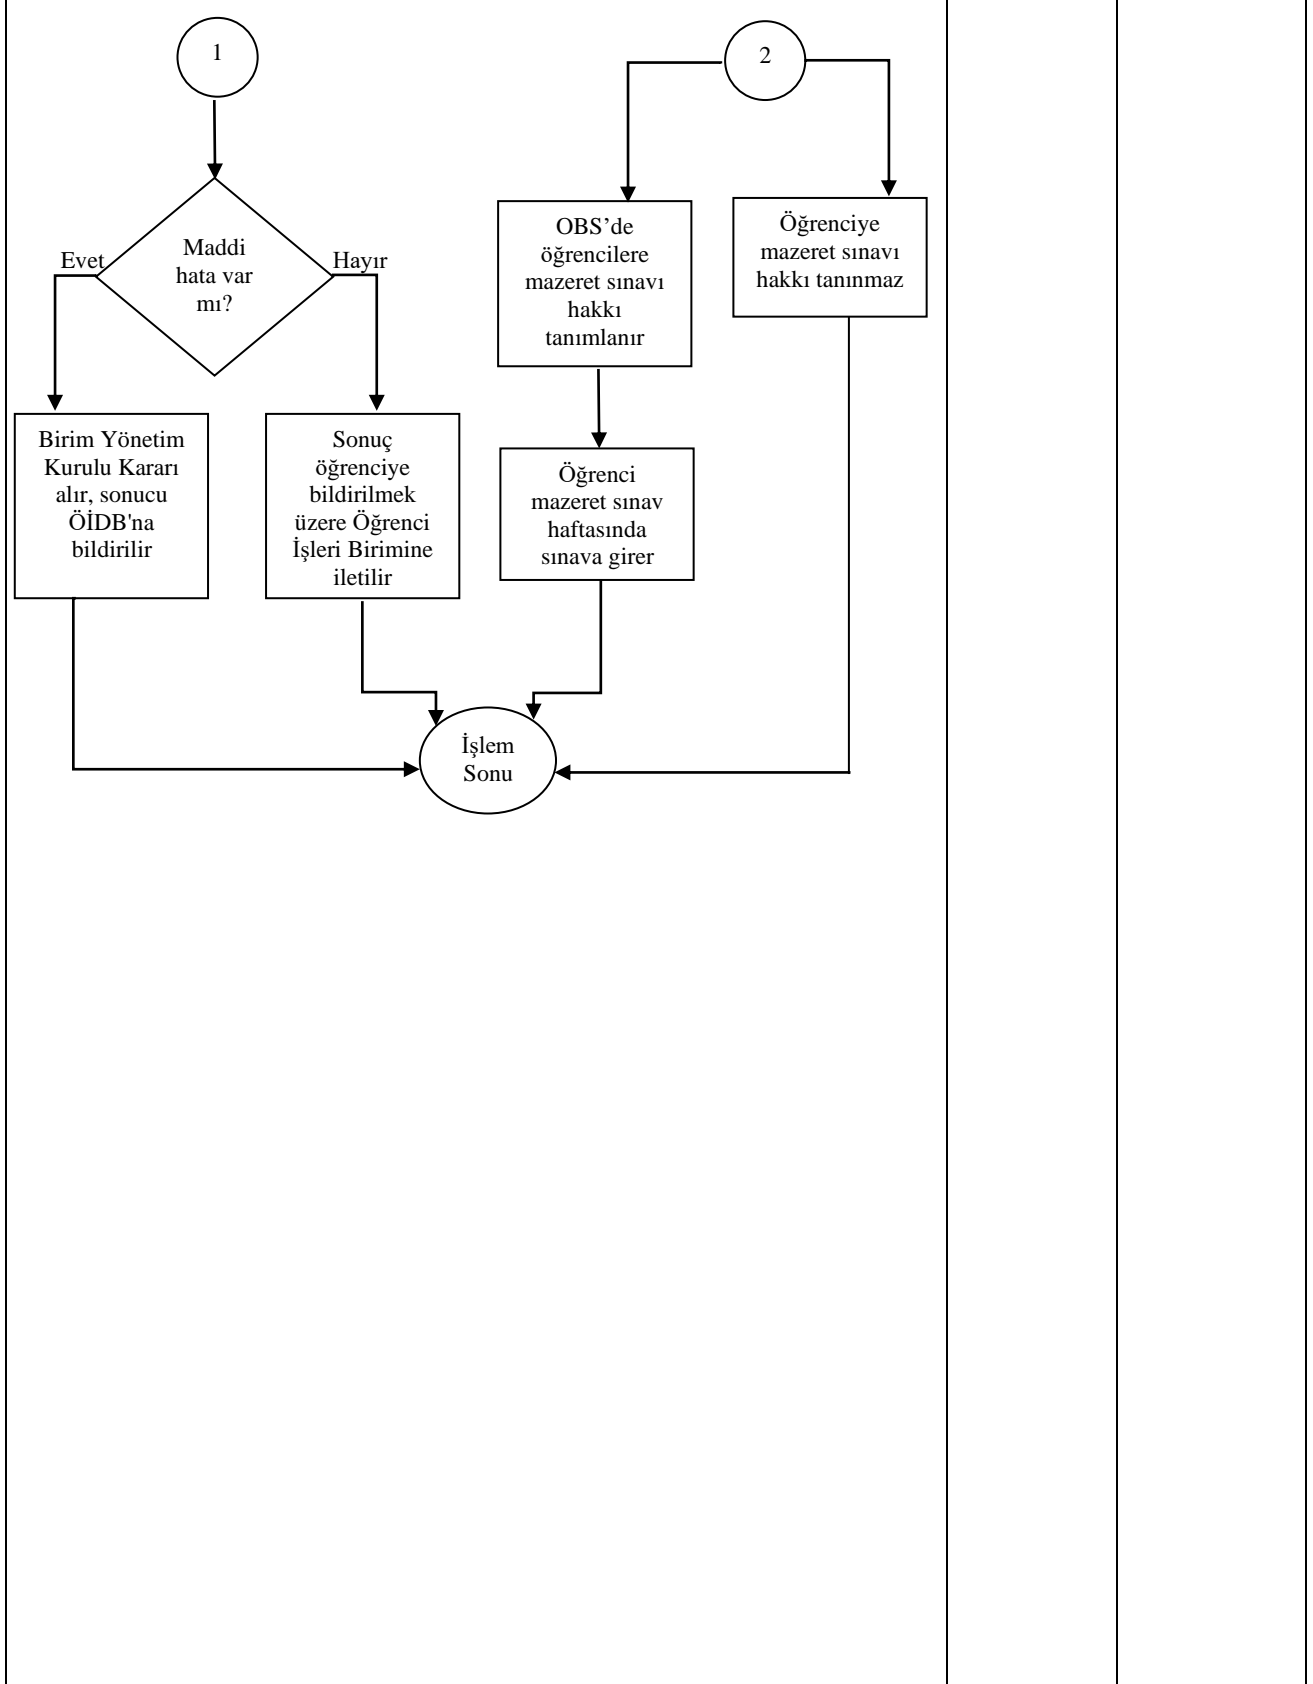 1
2
Evet
Maddi
hata var
mı?
Hayır
OBS’de
öğrencilere
mazeret sınavı
hakkı
tanımlanır
Öğrenciye
mazeret sınavı
hakkı tanınmaz
Birim Yönetim
Kurulu Kararı
alır, sonucu
ÖİDB'na
bildirilir
Sonuç
öğrenciye
bildirilmek
üzere Öğrenci
İşleri Birimine
iletilir
Öğrenci
mazeret sınav
haftasında
sınava girer
İşlem
Sonu